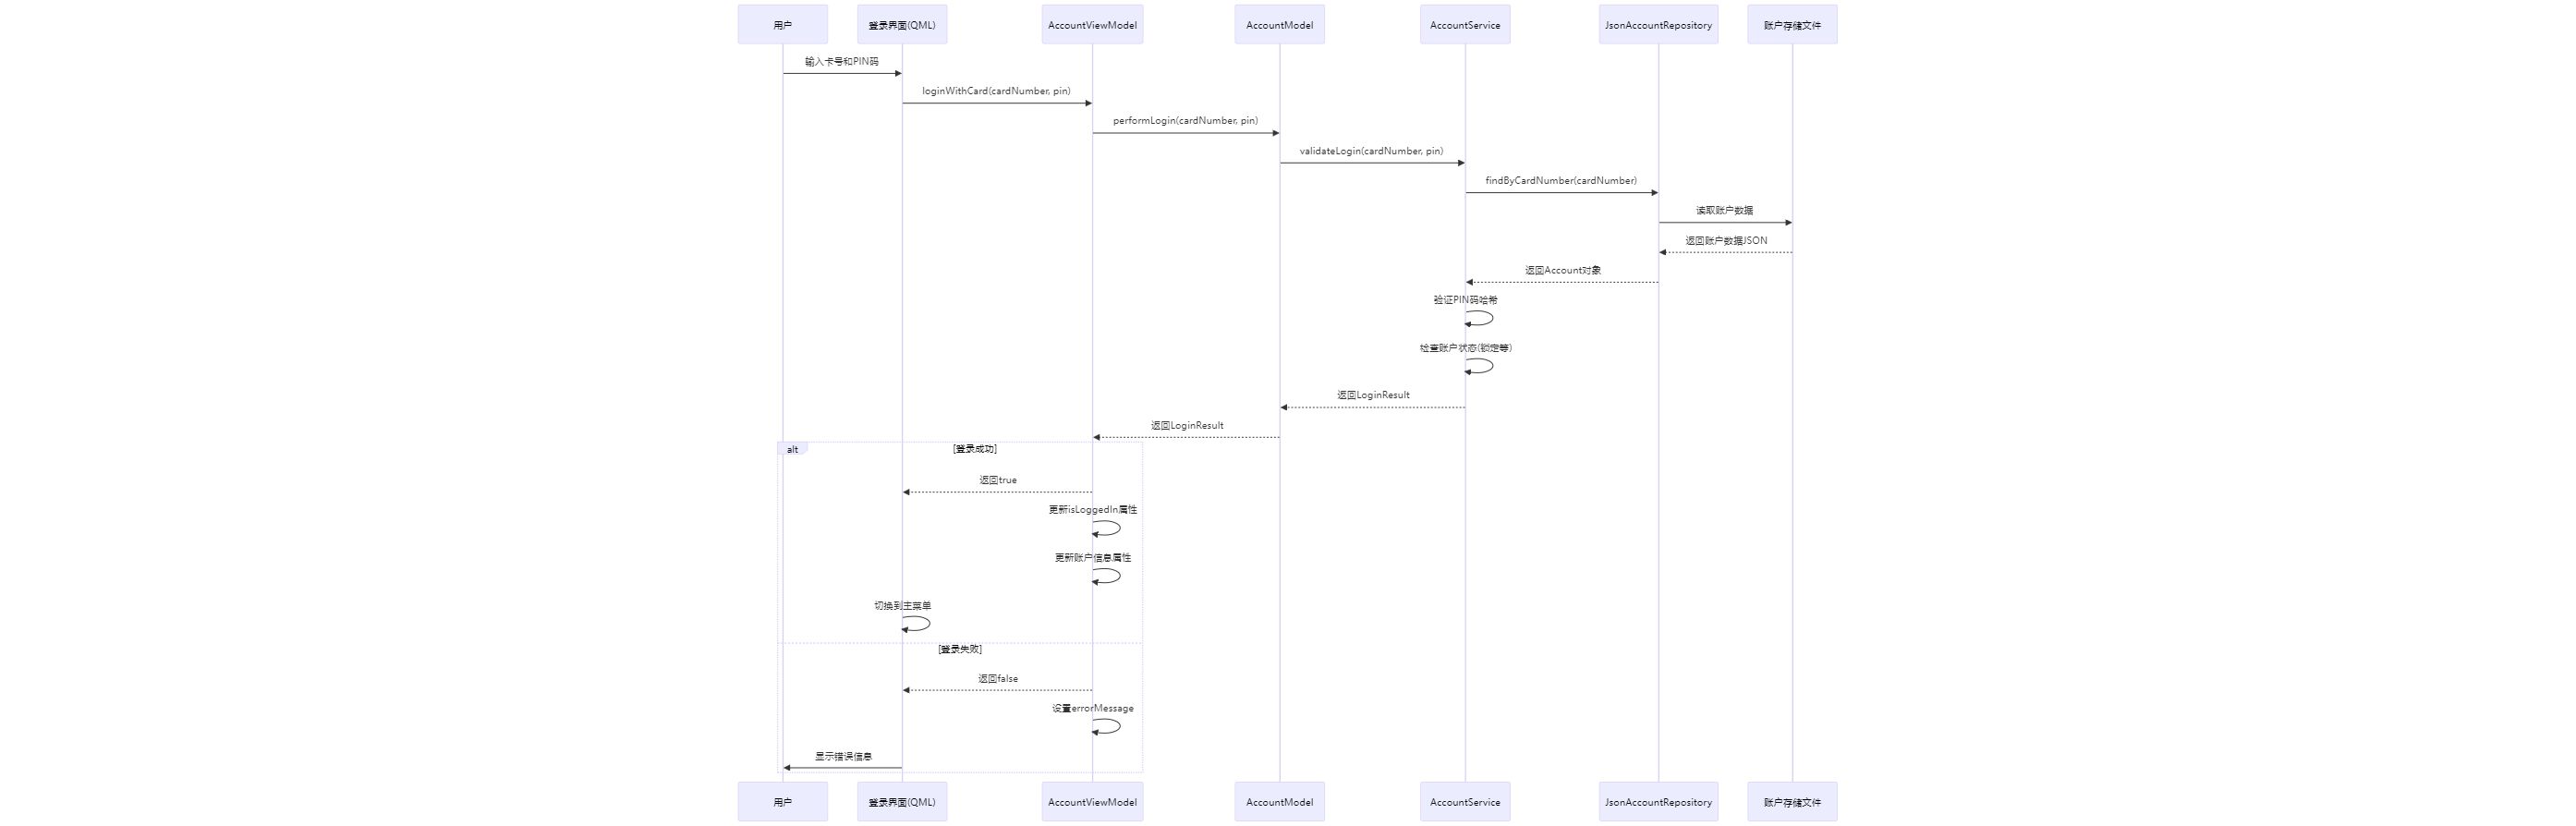 用户
登录界面(QML)
AccountViewModel
AccountModel
AccountService
JsonAccountRepository
账户存储文件
输入卡号和PIN码
loginWithCard(cardNumber, pin)
performLogin(cardNumber, pin)
validateLogin(cardNumber, pin)
findByCardNumber(cardNumber)
读取账户数据
返回账户数据JSON
返回Account对象
验证PIN码哈希
检查账户状态(锁定等)
返回LoginResult
返回LoginResult
alt
[登录成功]
返回true
更新isLoggedIn属性
更新账户信息属性
切换到主菜单
[登录失败]
返回false
设置errorMessage
显示错误信息
用户
登录界面(QML)
AccountViewModel
AccountModel
AccountService
JsonAccountRepository
账户存储文件